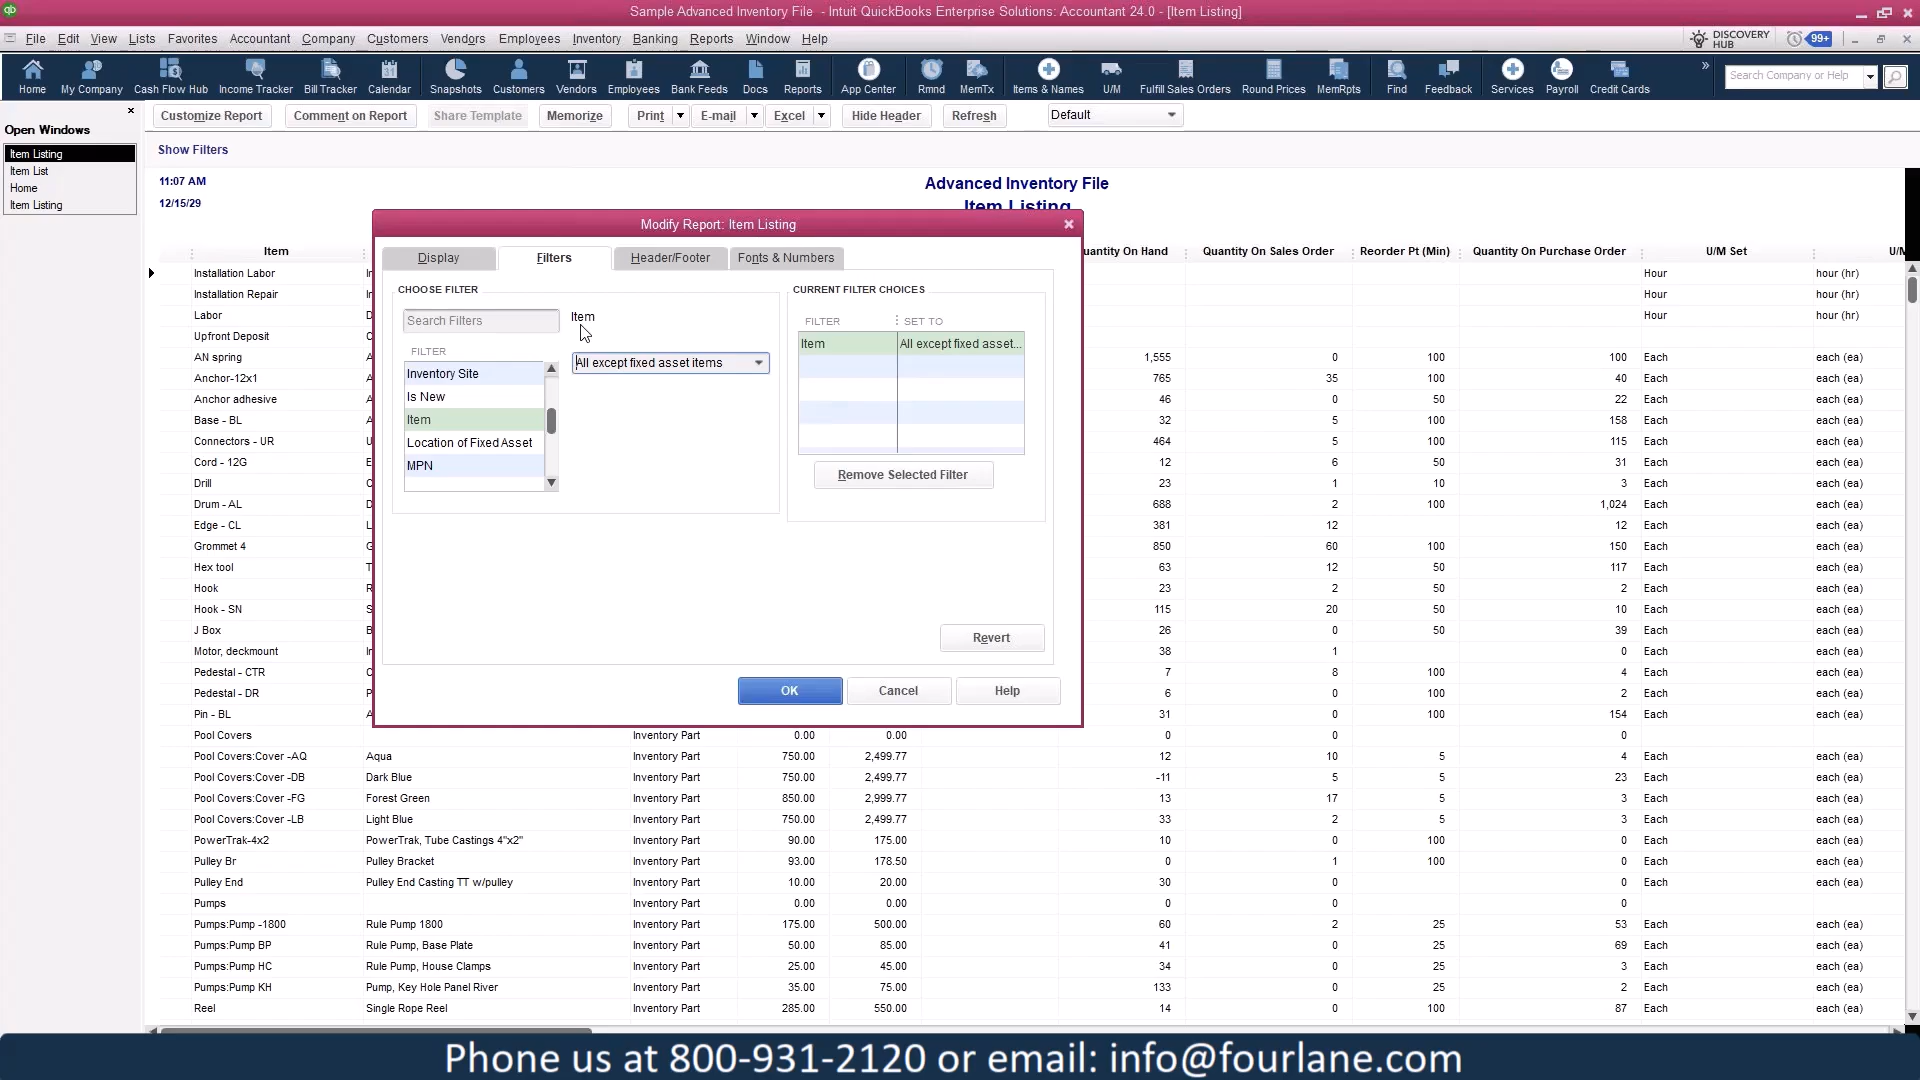 Sample Advanced Inventory File - Intuit QuickBooks Enterprise Solutions: Accountant 24.0 - [Item Listing]
File Edit View Lists Favorites Accountant Company Customers Vendors Employees Inventory Banking Reports Window Help DISCOVERY HUB 99+
Home My Company Cash Flow Hub Income Tracker Bill Tracker Calendar Snapshots Customers Vendors Employees Bank Feeds Docs Reports App Center Rmnd MemTx Items & Names U/M Fulfill Sales Orders Round Prices MemRpts Find Feedback Services Payroll Credit Cards Search Company or Help
Customize Report Comment on Report Share Template Memorize Print E-mail Excel Hide Header Refresh Default
Open Windows
Item Listing
Item List
Home
Item Listing
Show Filters
11:07 AM
12/15/29
Advanced Inventory File
Item Listing
Modify Report: Item Listing
Display Filters Header/Footer Fonts & Numbers
CHOOSE FILTER
Search Filters
Item
FILTER
All except fixed asset items
Inventory Site
Is New
Item
Location of Fixed Asset
MPN
CURRENT FILTER CHOICES
FILTER SET TO
Item All except fixed asset...
Remove Selected Filter
Revert
OK Cancel Help
Item uantity On Hand Quantity On Sales Order Reorder Pt (Min) Quantity On Purchase Order U/M Set U/M
Installation Labor Hour hour (hr)
Installation Repair Hour hour (hr)
Labor D Hour hour (hr)
Upfront Deposit C
AN spring A 1,555 0 100 100 Each each (ea)
Anchor-12x1 A 765 35 100 40 Each each (ea)
Anchor adhesive A 46 0 50 22 Each each (ea)
Base - BL A 32 5 100 158 Each each (ea)
Connectors - UR U 464 5 100 115 Each each (ea)
Cord - 12G E 12 6 50 31 Each each (ea)
Drill C 23 1 10 3 Each each (ea)
Drum - AL D 688 2 100 1,024 Each each (ea)
Edge - CL L 381 12 12 Each each (ea)
Grommet 4 G 850 60 100 150 Each each (ea)
Hex tool T 63 12 50 117 Each each (ea)
Hook R 23 2 50 2 Each each (ea)
Hook - SN S 115 20 50 10 Each each (ea)
J Box B 26 0 50 39 Each each (ea)
Motor, deckmount 38 1 0 Each each (ea)
Pedestal - CTR C 7 8 100 4 Each each (ea)
Pedestal - DR C 6 0 100 2 Each each (ea)
Pin - BL A 31 0 100 154 Each each (ea)
Pool Covers Inventory Part 0.00 0.00 0 0 0
Pool Covers:Cover -AQ Aqua Inventory Part 750.00 2,499.77 12 10 5 4 Each each (ea)
Pool Covers:Cover -DB Dark Blue Inventory Part 750.00 2,499.77 -11 5 5 23 Each each (ea)
Pool Covers:Cover -FG Forest Green Inventory Part 850.00 2,999.77 13 17 5 3 Each each (ea)
Pool Covers:Cover -LB Light Blue Inventory Part 750.00 2,499.77 33 2 5 3 Each each (ea)
PowerTrak-4x2 PowerTrak, Tube Castings 4"x2" Inventory Part 90.00 175.00 10 0 100 0 Each each (ea)
Pulley Br Pulley Bracket Inventory Part 93.00 178.50 0 1 100 0 Each each (ea)
Pulley End Pulley End Casting TT w/pulley Inventory Part 10.00 20.00 30 0 0 Each each (ea)
Pumps Inventory Part 0.00 0.00 0 0 0
Pumps:Pump -1800 Rule Pump 1800 Inventory Part 175.00 500.00 60 2 25 53 Each each (ea)
Pumps:Pump BP Rule Pump, Base Plate Inventory Part 50.00 85.00 41 0 25 69 Each each (ea)
Pumps:Pump HC Rule Pump, House Clamps Inventory Part 25.00 45.00 34 0 25 3 Each each (ea)
Pumps:Pump KH Pump, Key Hole Panel River Inventory Part 35.00 75.00 133 0 25 2 Each each (ea)
Reel Single Rope Reel Inventory Part 285.00 550.00 14 0 100 87 Each each (ea)
Phone us at 800-931-2120 or email: info@fourlane.com